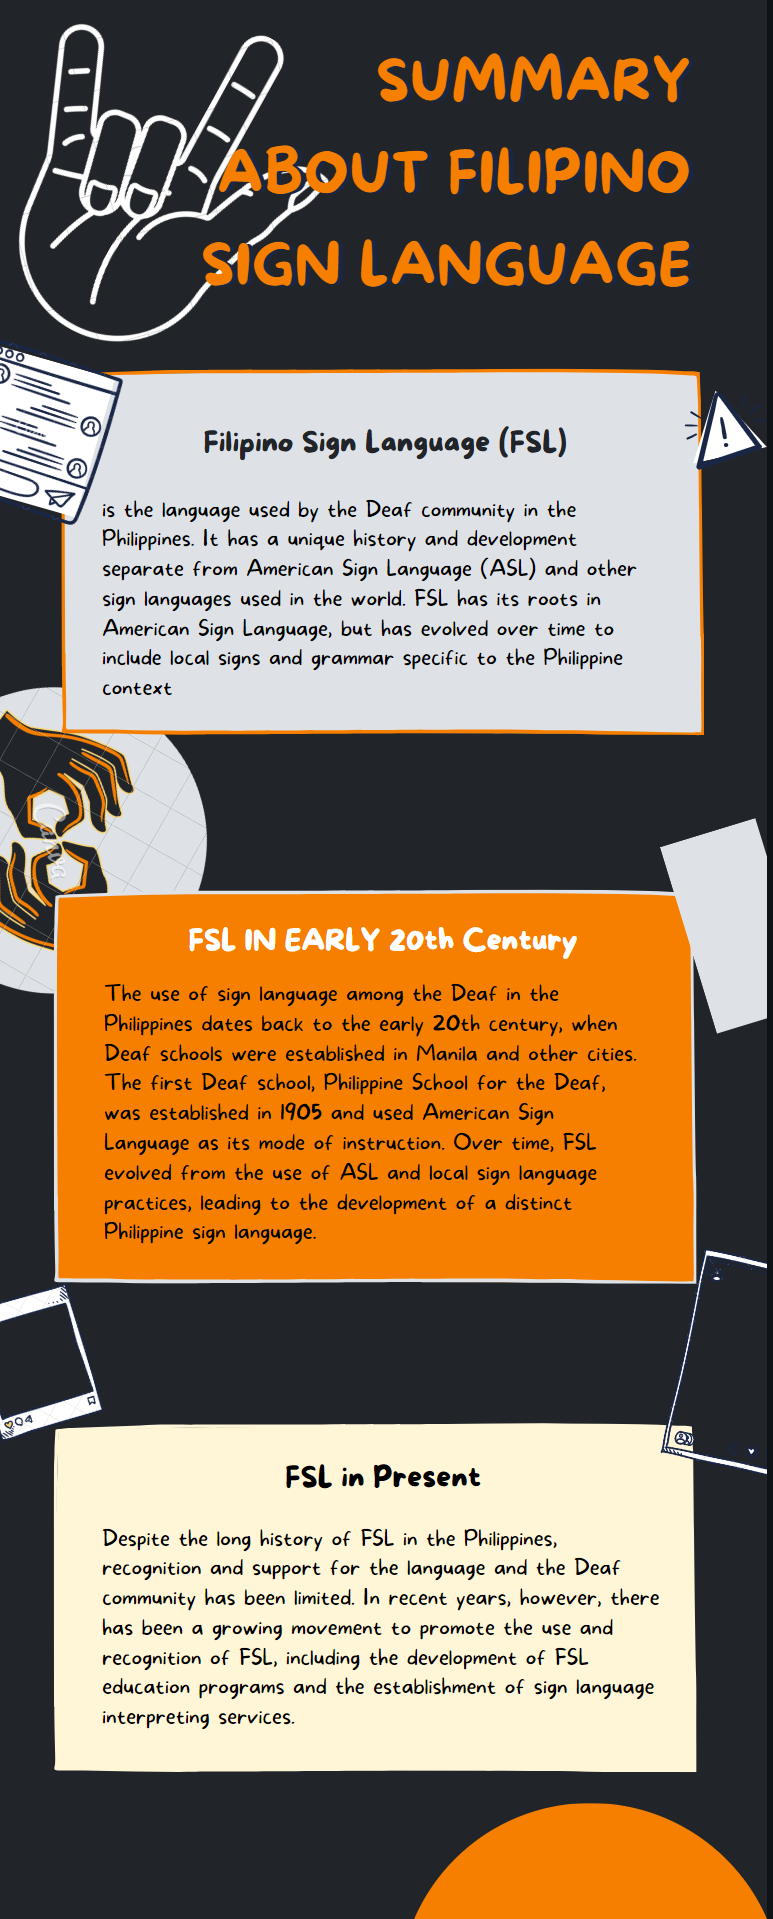 SUMMARY
ABOUT FILIPINO
SIGN LANGUAGE
Filipino Sign Language (FSL)
is the language used by the Deaf community in the
Philippines. It has a unique history and development
separate from American Sign Language (ASL) and other
sign languages used in the world. FSL has its roots in
American Sign Language, but has evolved over time to
include local signs and grammar specific to the Philippine
context
Canva
FSL IN EARLY 20th Century
The use of sign language among the Deaf in the
Philippines dates back to the early 20th century, when
Deaf schools were established in Manila and other cities.
The first Deaf school, Philippine School for the Deaf,
was established in 1905 and used American Sign
Language as its mode of instruction. Over time, FSL
evolved from the use of ASL and local sign language
practices, leading to the development of a distinct
Philippine sign language.
FSL in Present
Despite the long history of FSL in the Philippines,
recognition and support for the language and the Deaf
community has been limited. In recent years, however, there
has been a growing movement to promote the use and
recognition of FSL, including the development of FSL
education programs and the establishment of sign language
interpreting services.